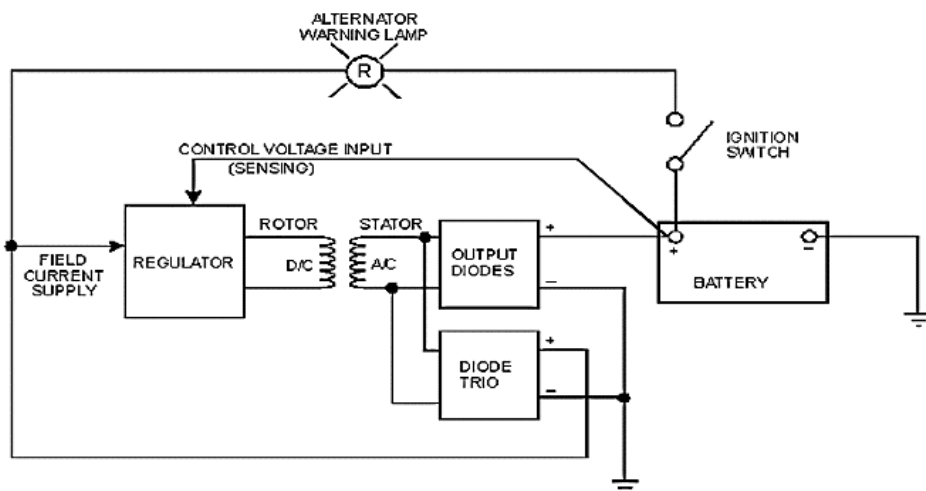 ALTERNATOR
WARNING LAMP
R
IGNITION
SWITCH
CONTROL VOLTAGE INPUT
(SENSING)
ROTOR
STATOR
+
FIELD
CURRENT
SUPPLY
REGULATOR
D/C
A/C
OUTPUT
DIODES
−
+
−
BATTERY
DIODE
TRIO
+
−